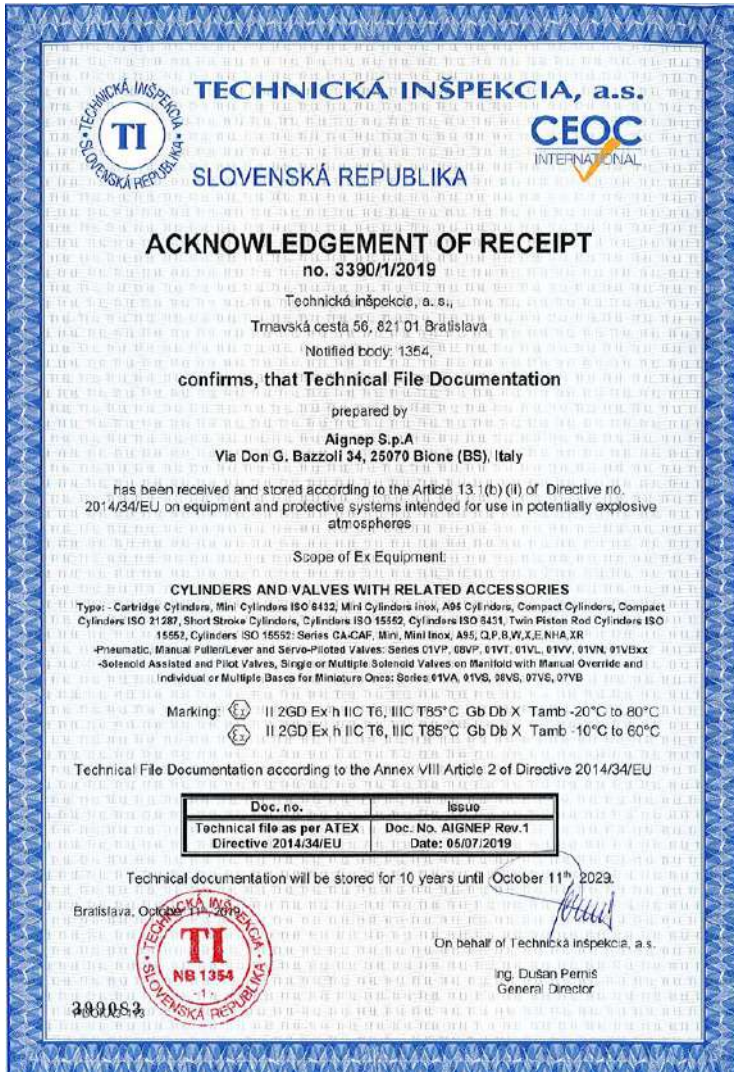 TECHNICKÁ INŠPEKCIA
TI
SLOVENSKÁ REPUBLIKA
TECHNICKÁ INŠPEKCIA, a.s.
CEOC
INTERNATIONAL
SLOVENSKÁ REPUBLIKA
ACKNOWLEDGEMENT OF RECEIPT
no. 3390/1/2019
Technická inšpekcia, a. s.,
Trnavská cesta 56, 821 01 Bratislava
Notified body: 1354,
confirms, that Technical File Documentation
prepared by
Aignep S.p.A
Via Don G. Bazzoli 34, 25070 Bione (BS), Italy
has been received and stored according to the Article 13.1(b) (ii) of Directive no.
2014/34/EU on equipment and protective systems intended for use in potentially explosive
atmospheres
Scope of Ex Equipment:
CYLINDERS AND VALVES WITH RELATED ACCESSORIES
Type: - Cartridge Cylinders, Mini Cylinders ISO 6432, Mini Cylinders inox, A95 Cylinders, Compact Cylinders, Compact
Cylinders ISO 21287, Short Stroke Cylinders, Cylinders ISO 15552, Cylinders ISO 6431, Twin Piston Rod Cylinders ISO
15552, Cylinders ISO 15552: Series CA-CAF, Mini, Mini Inox, A95, Q,P,B,W,X,E,NHA,XR
-Pneumatic, Manual Puller/Lever and Servo-Piloted Valves: Series 01VP, 08VP, 01VT, 01VL, 01VV, 01VN, 01VBxx
-Solenoid Assisted and Pilot Valves, Single or Multiple Solenoid Valves on Manifold with Manual Override and
Individual or Multiple Bases for Miniature Ones: Series 01VA, 01VS, 08VS, 07VS, 07VB
Marking: II 2GD Ex h IIC T6, IIIC T85°C Gb Db X Tamb -20°C to 80°C
II 2GD Ex h IIC T6, IIIC T85°C Gb Db X Tamb -10°C to 60°C
Technical File Documentation according to the Annex VIII Article 2 of Directive 2014/34/EU
Doc. no. Issue
Technical file as per ATEX Doc. No. AIGNEP Rev.1
Directive 2014/34/EU Date: 05/07/2019
Technical documentation will be stored for 10 years until October 11th, 2029.
Bratislava, October 11th, 2019
TECHNICKÁ INŠPEKCIA
TI
NB 1354
- 1 -
SLOVENSKÁ REPUBLIKA
On behalf of Technická inšpekcia, a.s.
Ing. Dušan Perniš
General Director
399083